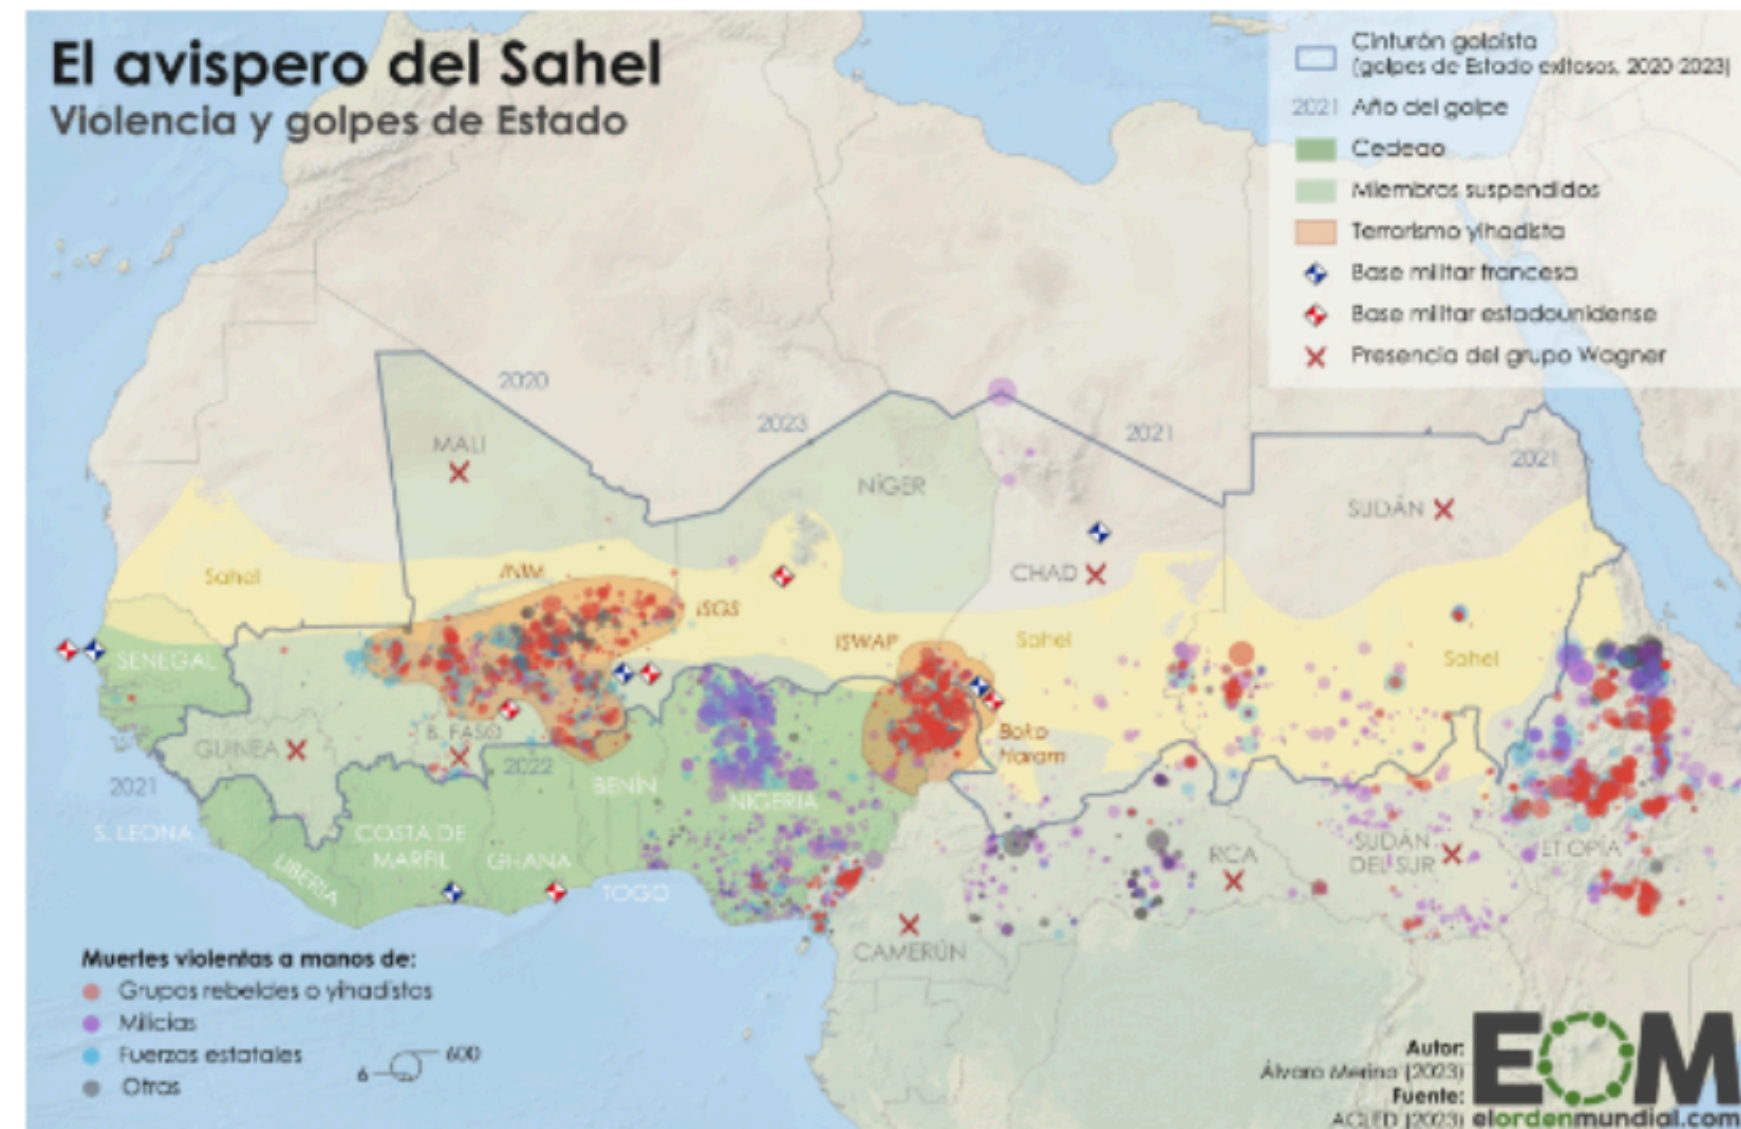 El avispero del Sahel
Violencia y golpes de Estado
Cinturón golpista
(golpes de Estado exitosos, 2020-2023)
2021 Año del golpe
Cedeao
Miembros suspendidos
Terrorismo yihadista
Base militar francesa
Base militar estadounidense
Presencia del grupo Wagner
2020
2023
2021
2021
MALI
NÍGER
SUDÁN
CHAD
Sahel
JNIM
ISGS
ISWAP
Sahel
Sahel
SENEGAL
GUINEA
B. FASO
2022
Boko
Haram
2021
BENÍN
NIGERIA
S. LEONA
LIBERIA
COSTA DE
MARFIL
GHANA
TOGO
RCA
SUDÁN
DEL SUR
ETIOPÍA
CAMERÚN
Muertes violentas a manos de:
Grupos rebeldes o yihadistas
Milicias
Fuerzas estatales
Otras
6
600
Autor:
Álvaro Merino (2023)
Fuente:
ACLED (2023)
EOM
elordenmundial.com